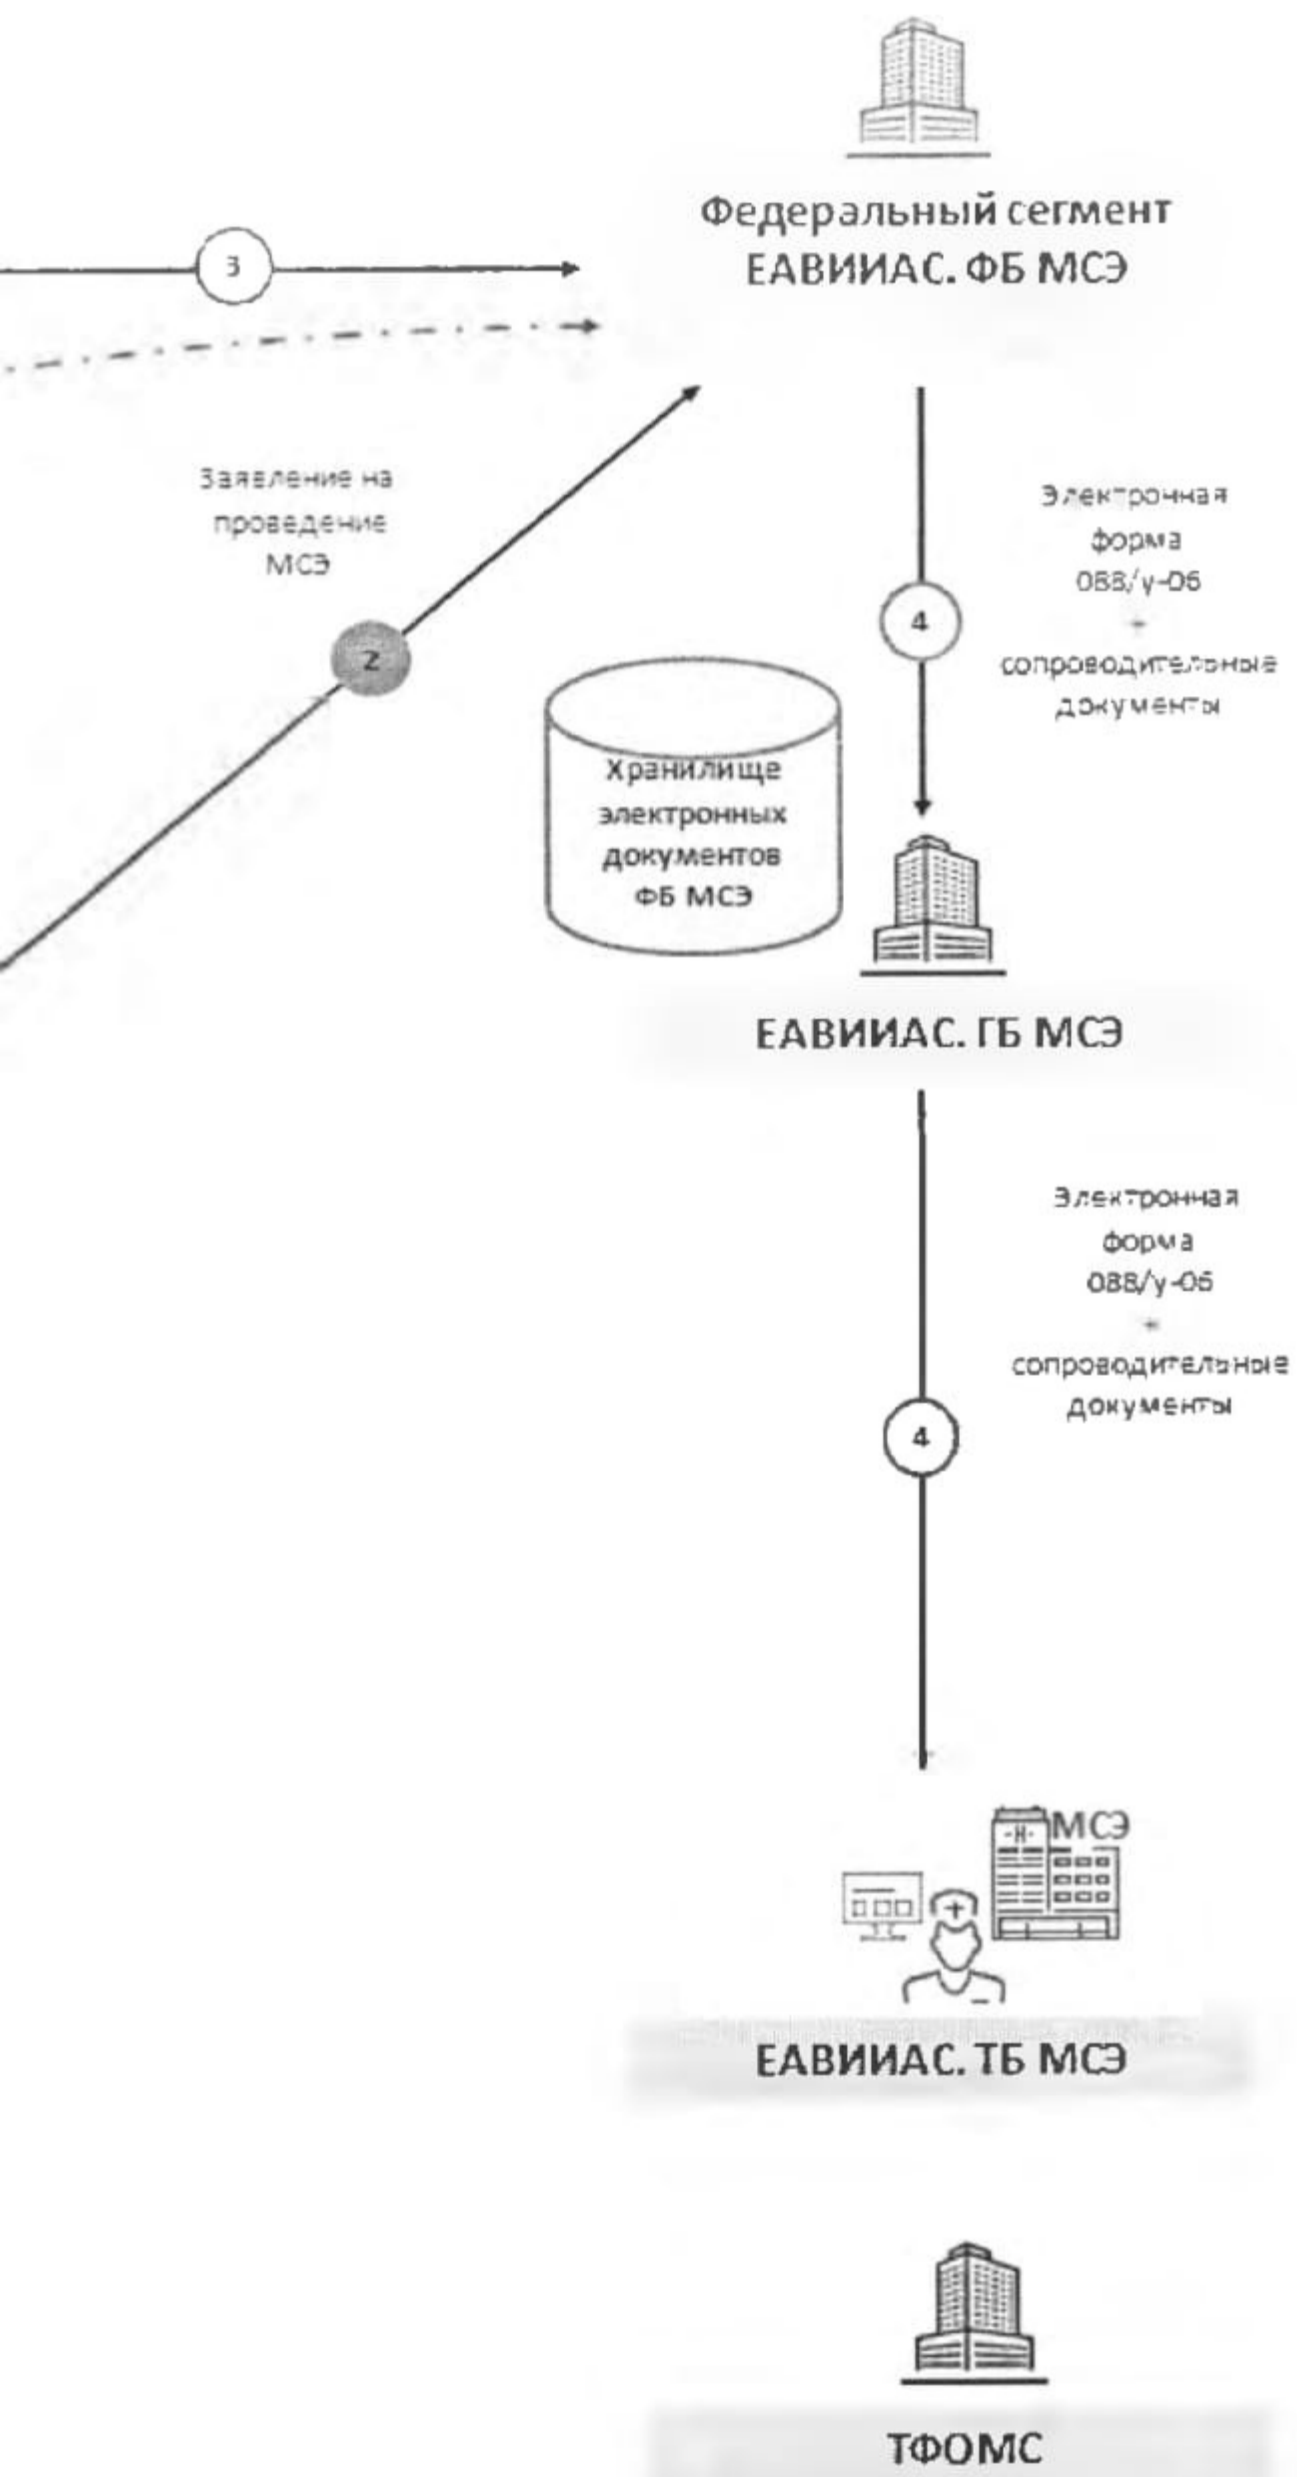 Федеральный сегмент
ЕАВИИАС. ФБ МСЭ
3
Заявление на
проведение
МСЭ
2
Электронная
форма
088/у-06
+
сопроводительные
документы
4
Хранилище
электронных
документов
ФБ МСЭ
ЕАВИИАС. ГБ МСЭ
Электронная
форма
088/у-06
+
сопроводительные
документы
4
МСЭ
-H-
ЕАВИИАС. ТБ МСЭ
ТФОМС